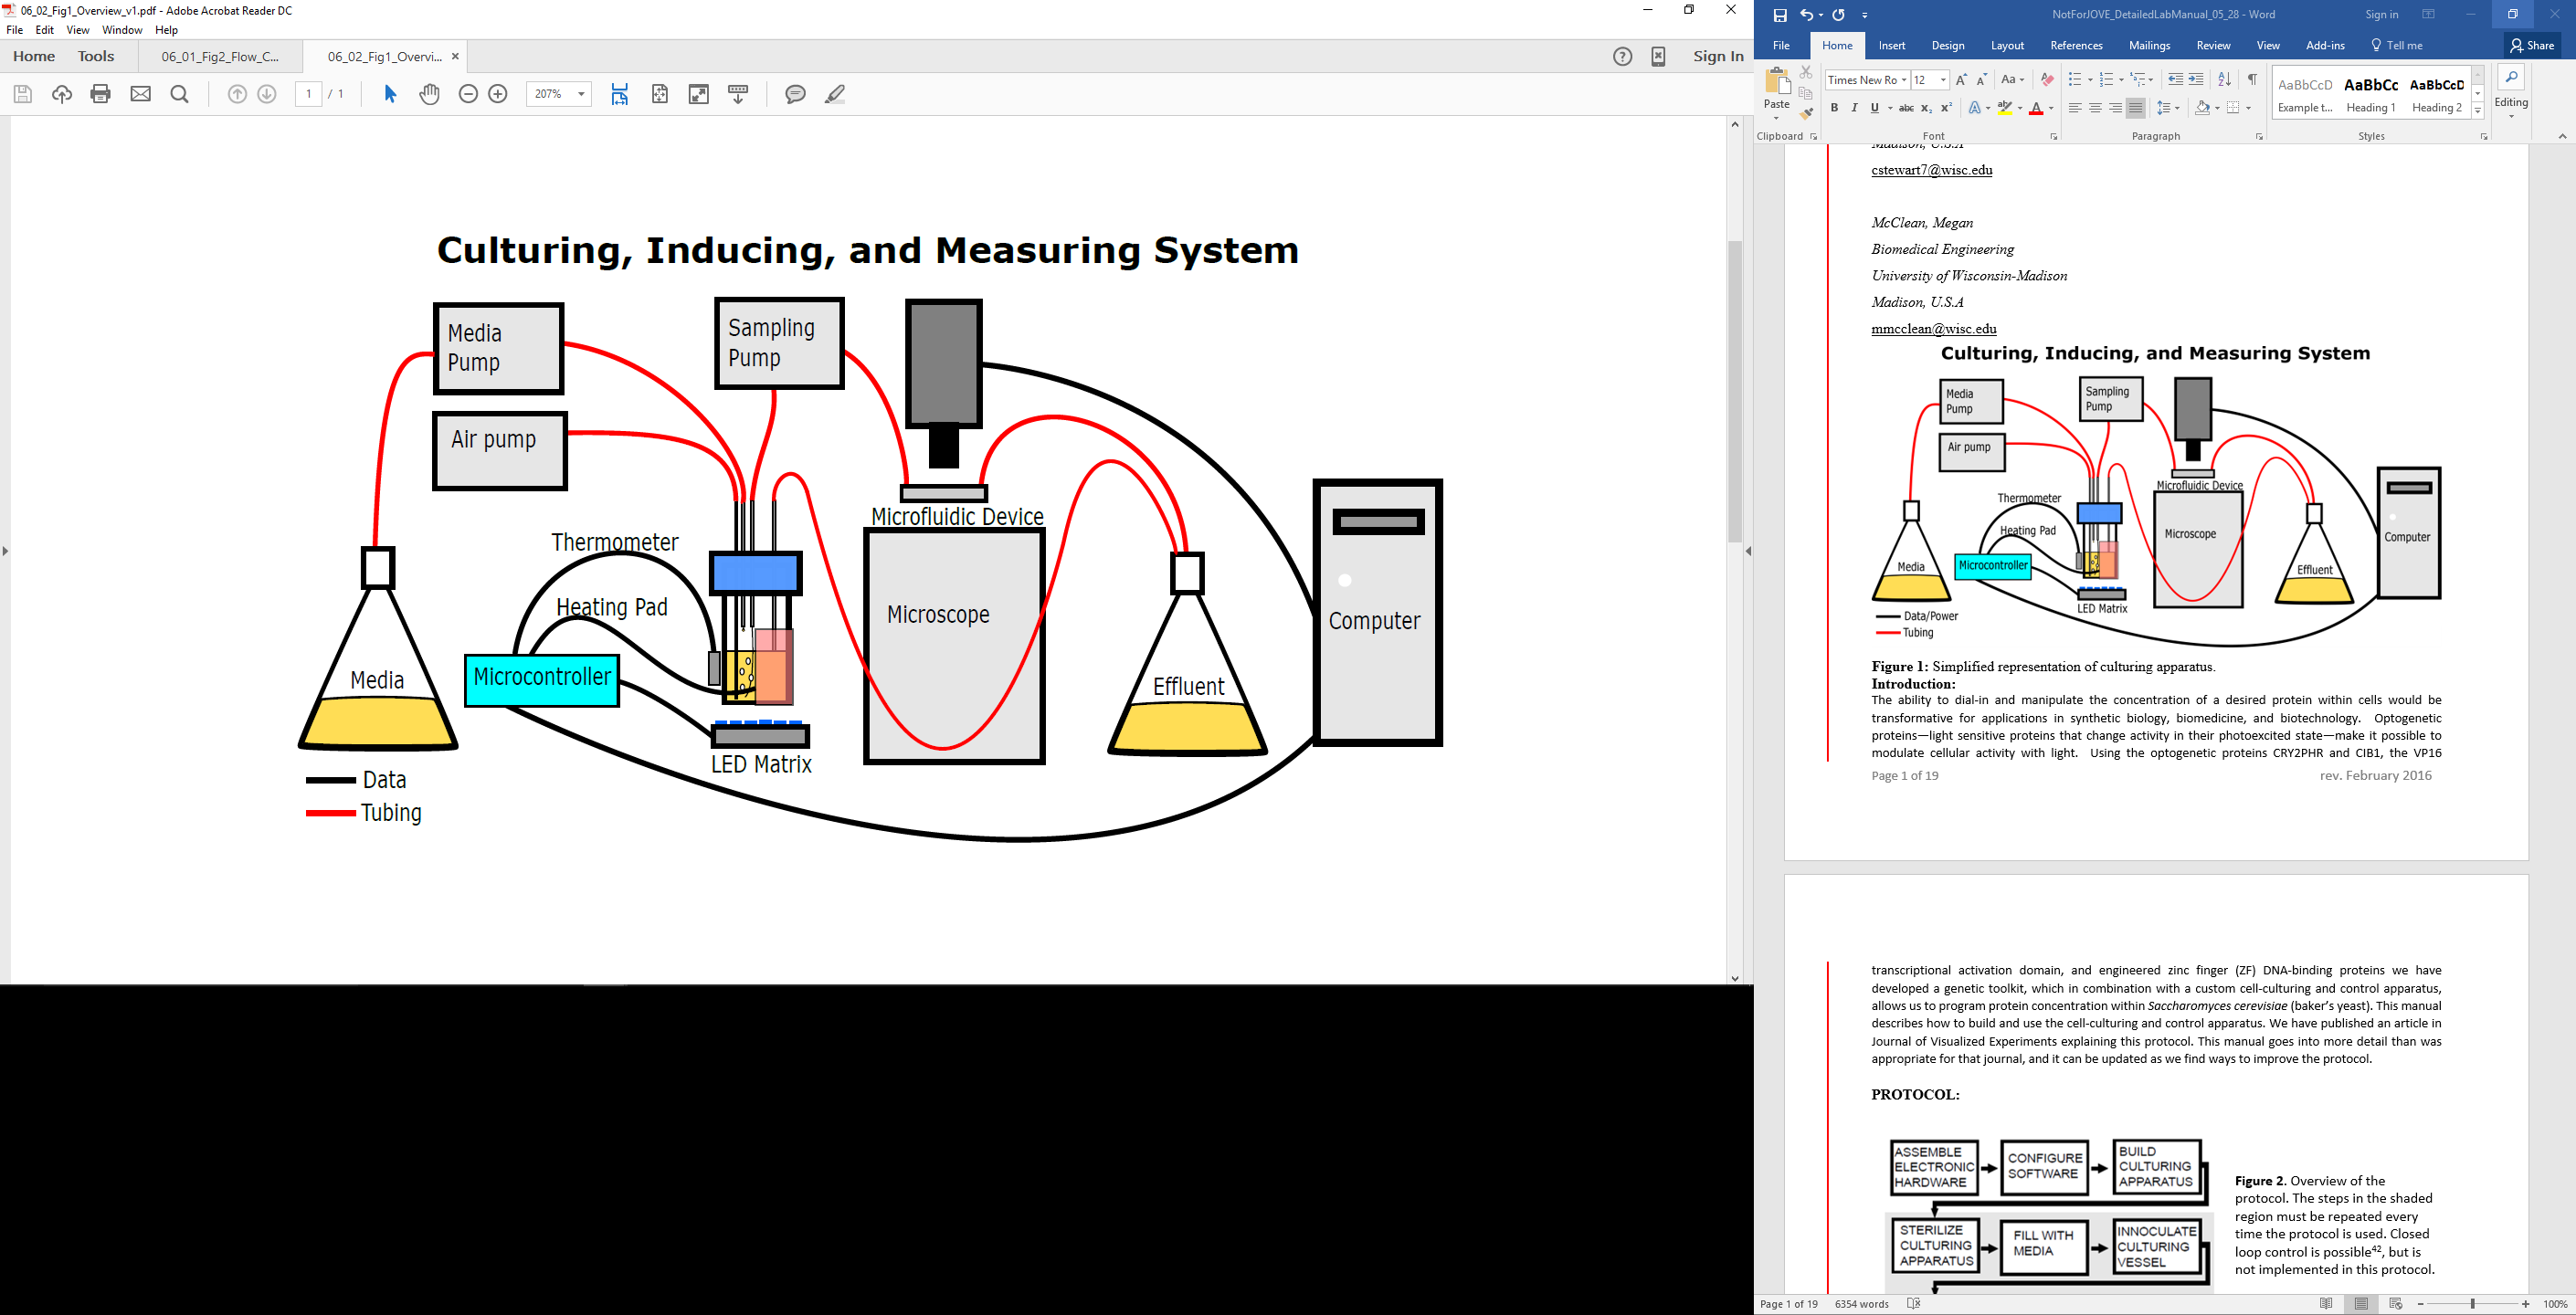 06_02_Fig1_Overview_v1.pdf - Adobe Acrobat Reader DC
File Edit View Window Help
Home Tools 06_01_Fig2_Flow_C... 06_02_Fig1_Overvi... Sign In
1 / 1 207%
Culturing, Inducing, and Measuring System
Media
Pump
Sampling
Pump
Air pump
Microfluidic Device
Thermometer
Heating Pad
Microscope
Computer
Microcontroller
Media
Effluent
LED Matrix
Data
Tubing
NotForJOVE_DetailedLabManual_05_28 - Word
Sign in
File Home Insert Design Layout References Mailings Review View Add-ins Tell me Share
Paste
Times New Ro 12
Aa
B I U abc x₂ x²
AaBbCcD AaBbCc AaBbCcD
Example t... Heading 1 Heading 2
Editing
Clipboard Font Paragraph Styles
Madison, U.S.A
cstewart7@wisc.edu
McClean, Megan
Biomedical Engineering
University of Wisconsin-Madison
Madison, U.S.A
mmcclean@wisc.edu
Culturing, Inducing, and Measuring System
Media
Pump
Sampling
Pump
Air pump
Microfluidic Device
Thermometer
Heating Pad
Microscope
Computer
Microcontroller
Media
Effluent
LED Matrix
Data/Power
Tubing
Figure 1: Simplified representation of culturing apparatus.
Introduction:
The ability to dial-in and manipulate the concentration of a desired protein within cells would be
transformative for applications in synthetic biology, biomedicine, and biotechnology. Optogenetic
proteins—light sensitive proteins that change activity in their photoexcited state—make it possible to
modulate cellular activity with light. Using the optogenetic proteins CRY2PHR and CIB1, the VP16
Page 1 of 19 rev. February 2016
transcriptional activation domain, and engineered zinc finger (ZF) DNA-binding proteins we have
developed a genetic toolkit, which in combination with a custom cell-culturing and control apparatus,
allows us to program protein concentration within Saccharomyces cerevisiae (baker's yeast). This manual
describes how to build and use the cell-culturing and control apparatus. We have published an article in
Journal of Visualized Experiments explaining this protocol. This manual goes into more detail than was
appropriate for that journal, and it can be updated as we find ways to improve the protocol.
PROTOCOL:
ASSEMBLE
ELECTRONIC
HARDWARE
CONFIGURE
SOFTWARE
BUILD
CULTURING
APPARATUS
STERILIZE
CULTURING
APPARATUS
FILL WITH
MEDIA
INNOCULATE
CULTURING
VESSEL
Figure 2. Overview of the
protocol. The steps in the shaded
region must be repeated every
time the protocol is used. Closed
loop control is possible⁴², but is
not implemented in this protocol.
Page 1 of 19 6354 words 100%